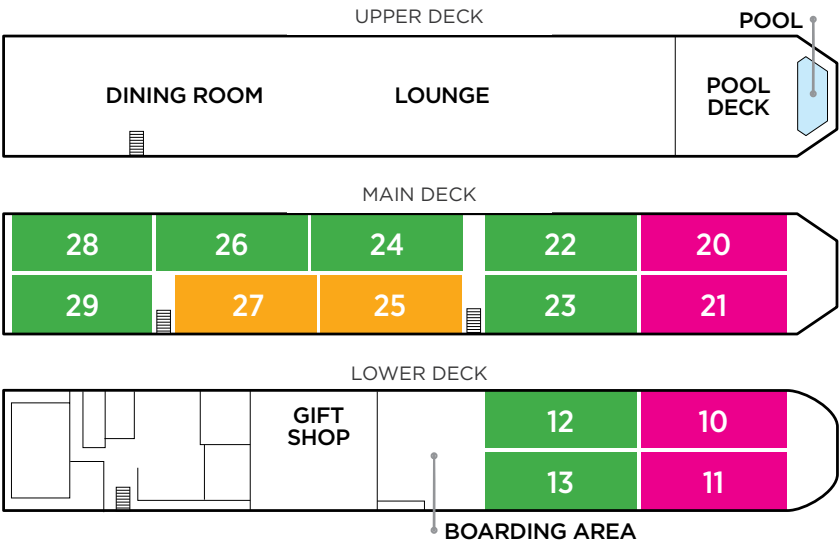 UPPER DECK
POOL
DINING ROOM
LOUNGE
POOL
DECK
MAIN DECK
28
26
24
22
20
29
27
25
23
21
LOWER DECK
GIFT
SHOP
12
10
13
11
BOARDING AREA